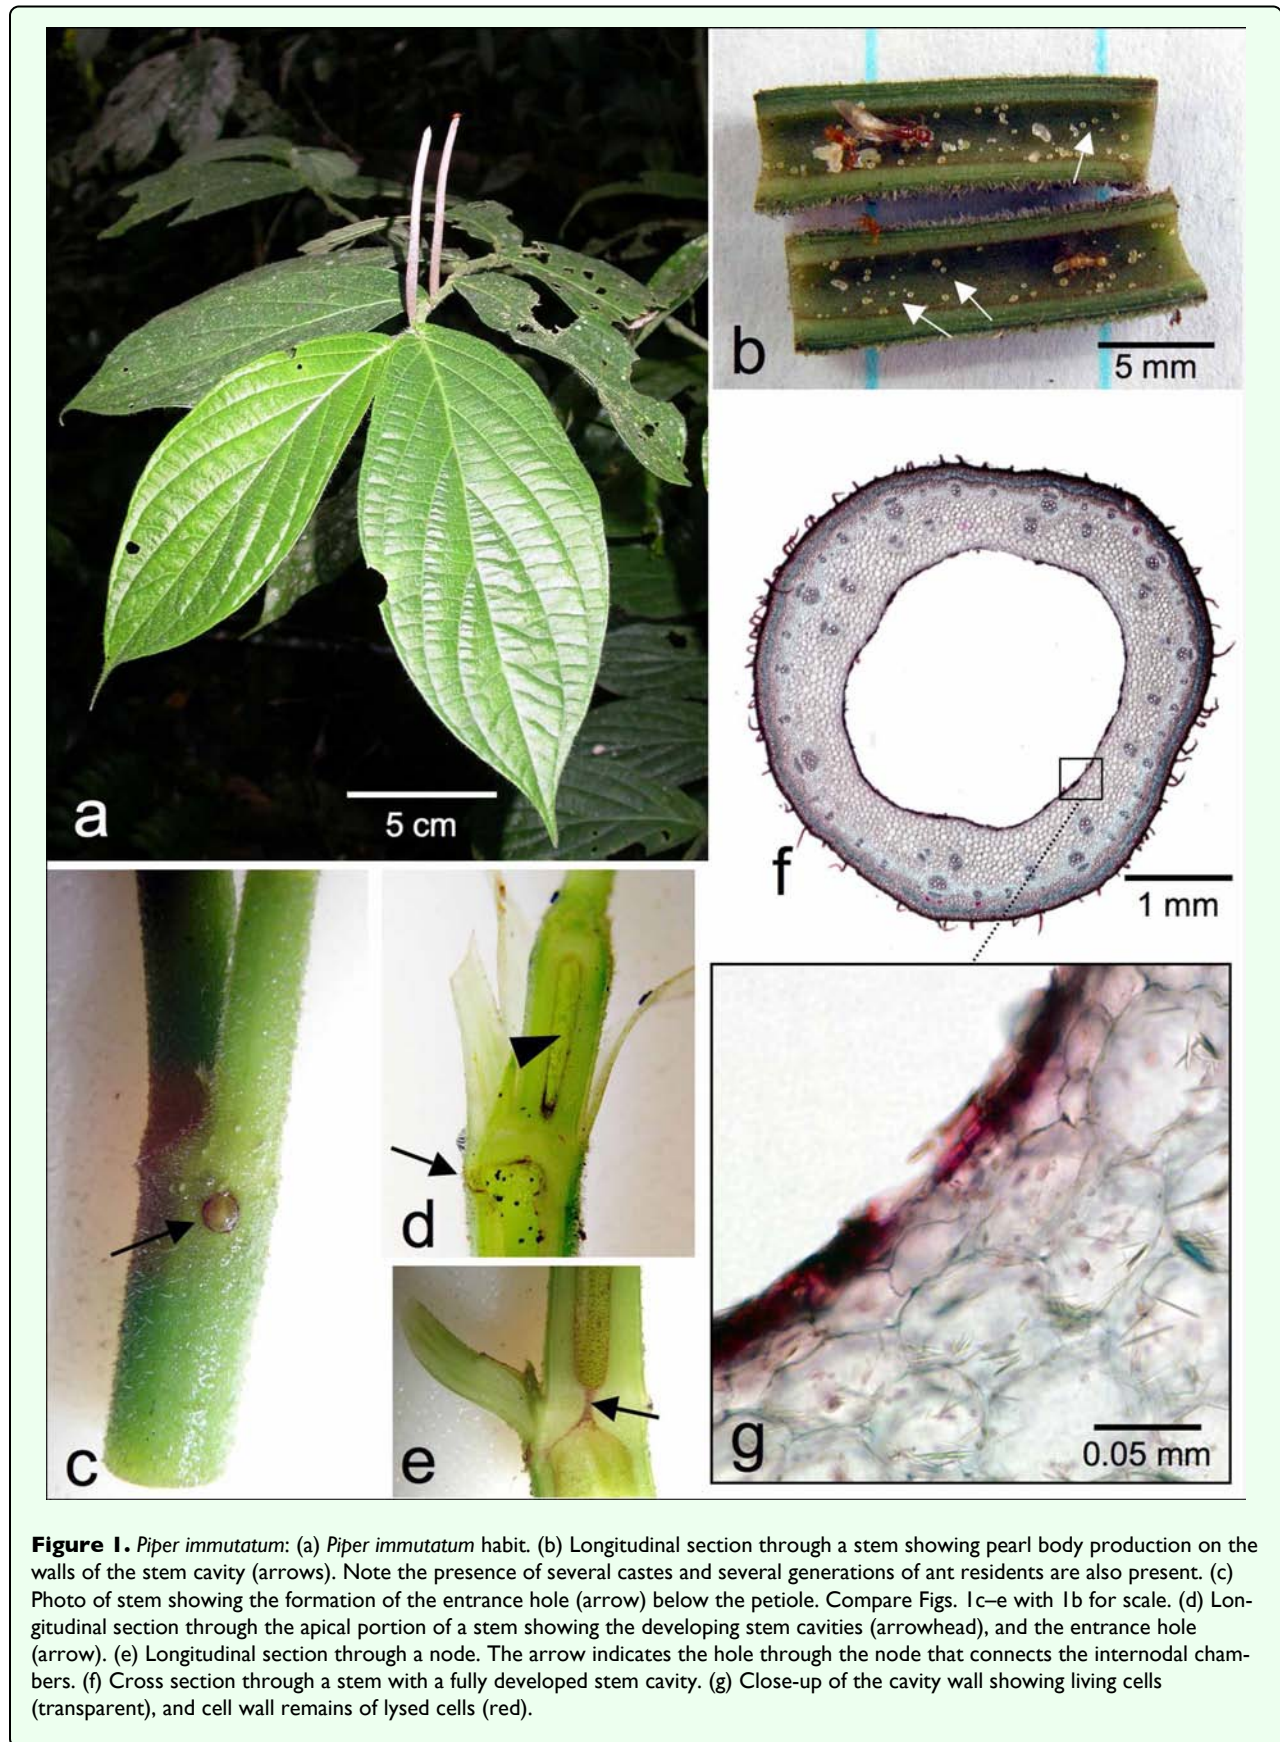 a
5 cm
b
5 mm
f
1 mm
c
d
e
g
0.05 mm
Figure 1. Piper immutatum: (a) Piper immutatum habit. (b) Longitudinal section through a stem showing pearl body production on the
walls of the stem cavity (arrows). Note the presence of several castes and several generations of ant residents are also present. (c)
Photo of stem showing the formation of the entrance hole (arrow) below the petiole. Compare Figs. 1c–e with 1b for scale. (d) Lon-
gitudinal section through the apical portion of a stem showing the developing stem cavities (arrowhead), and the entrance hole
(arrow). (e) Longitudinal section through a node. The arrow indicates the hole through the node that connects the internodal cham-
bers. (f) Cross section through a stem with a fully developed stem cavity. (g) Close-up of the cavity wall showing living cells
(transparent), and cell wall remains of lysed cells (red).